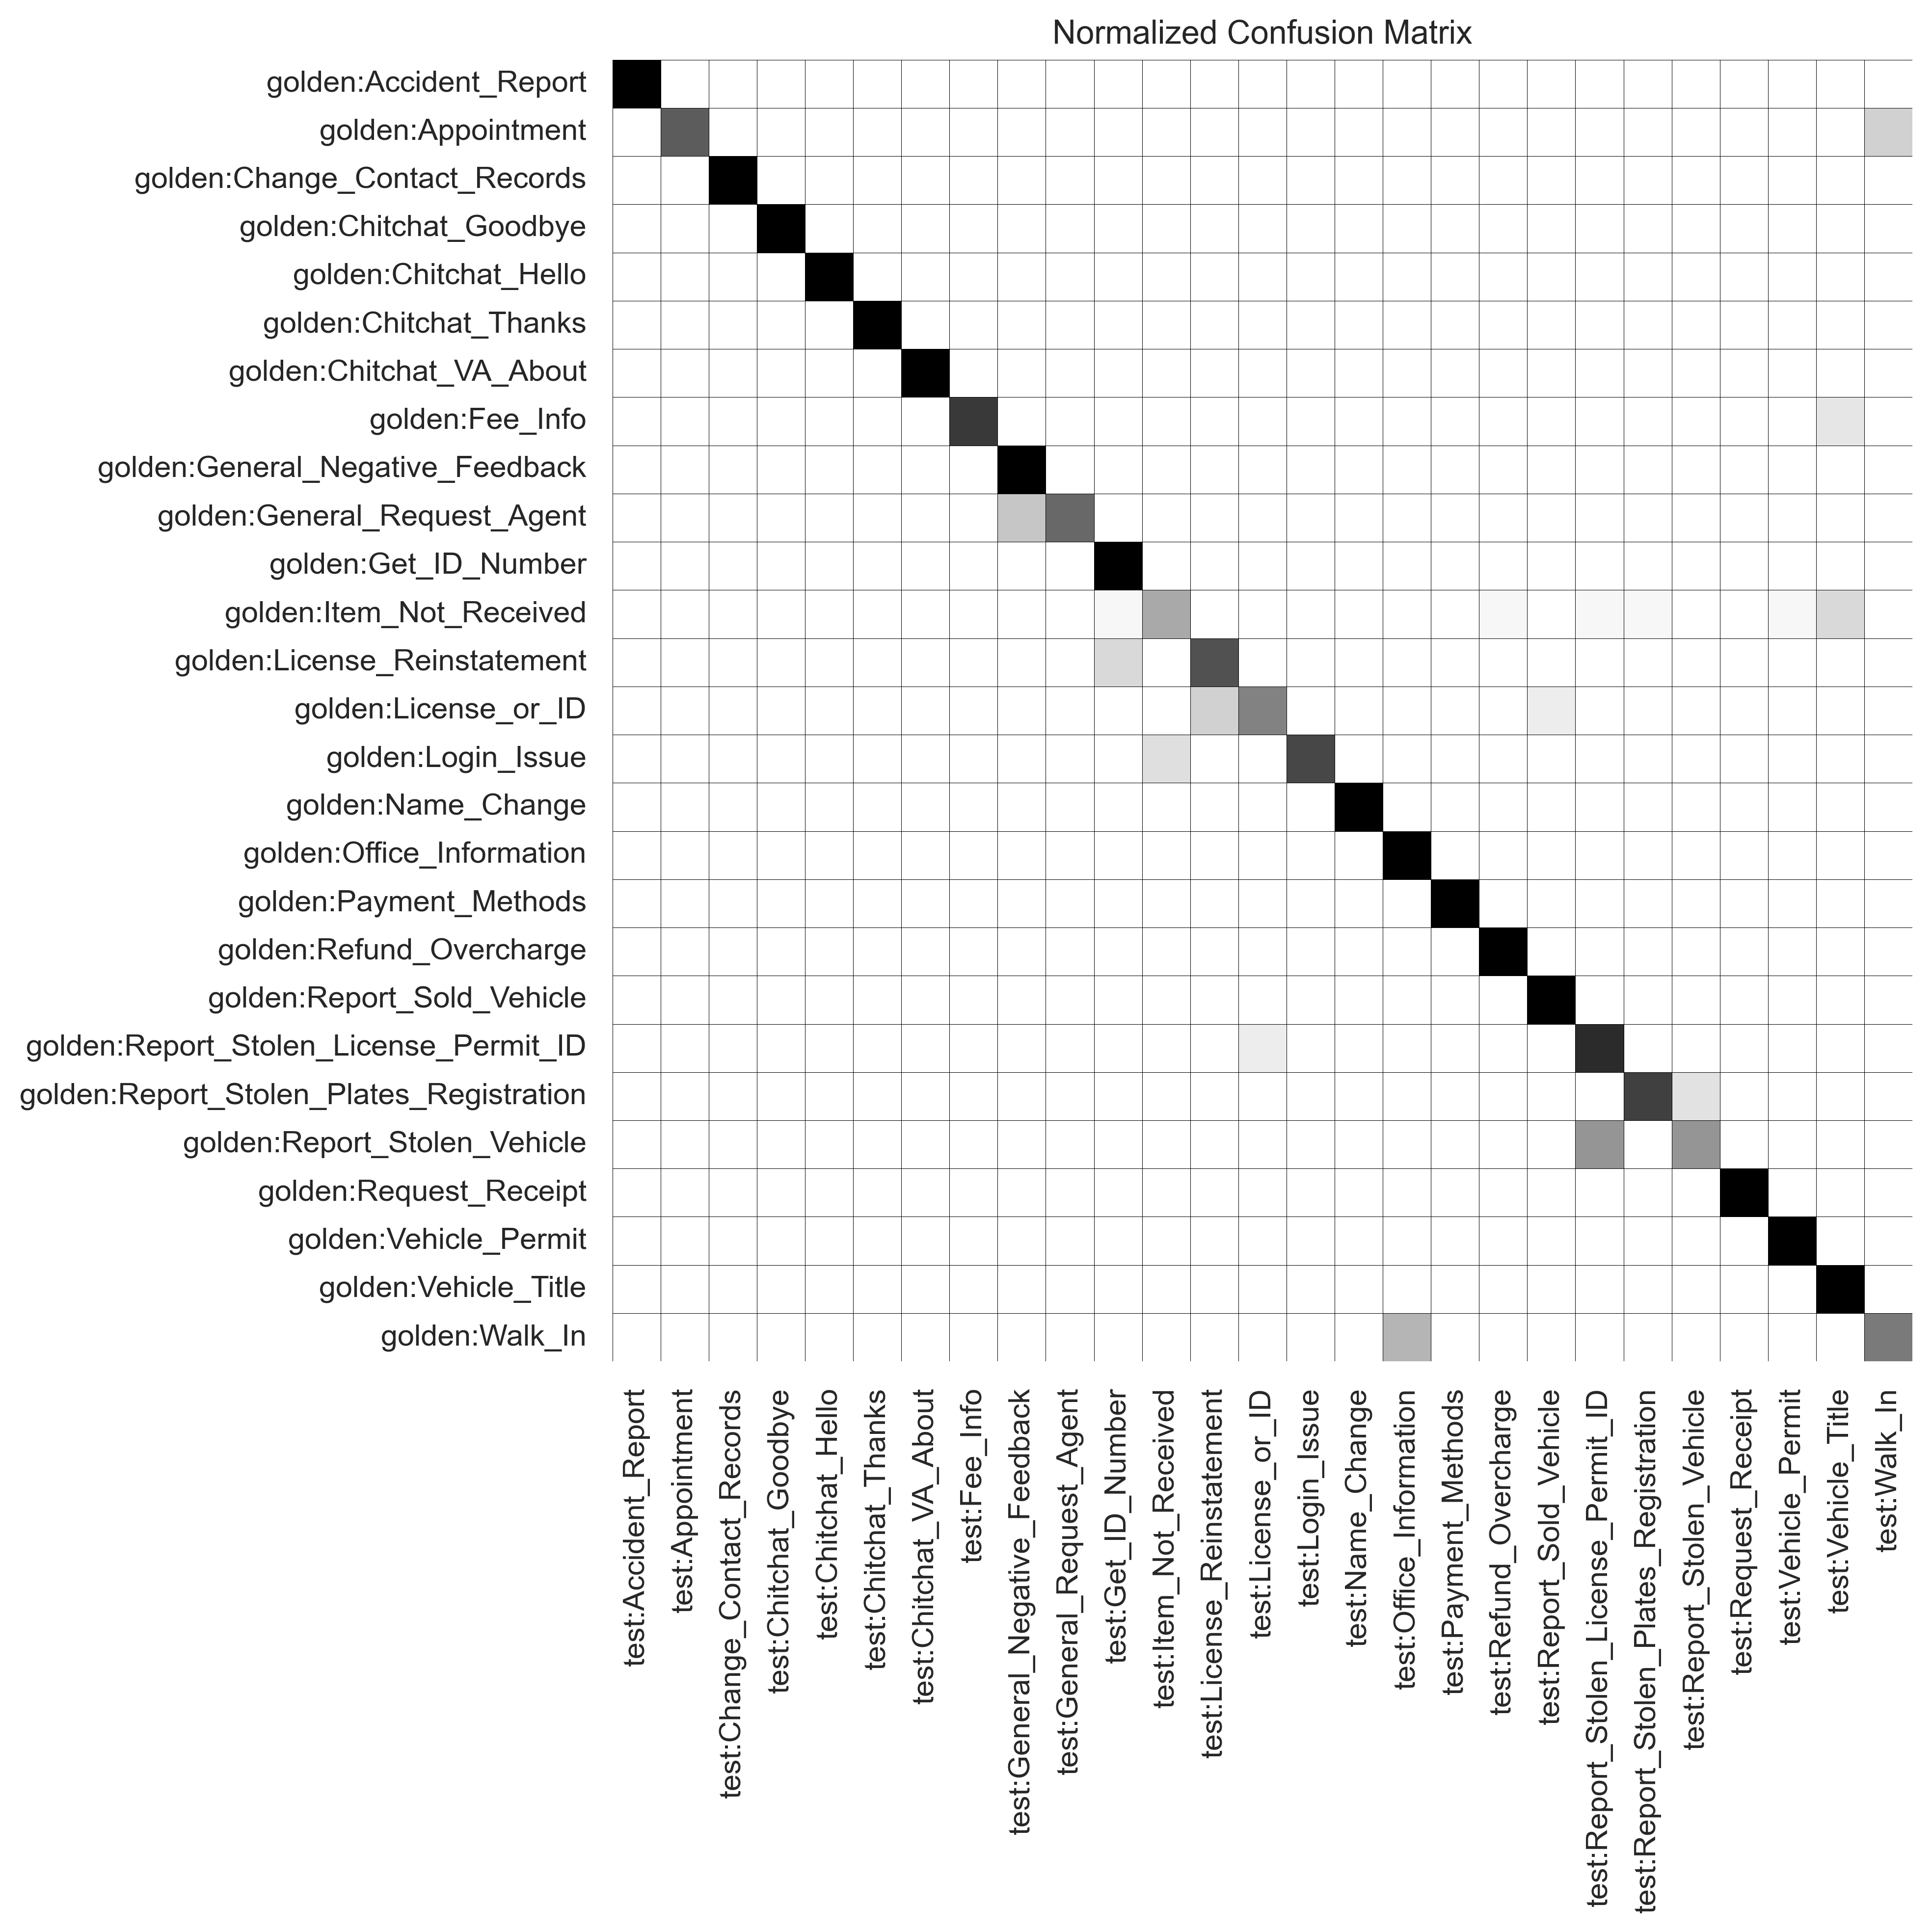 Normalized Confusion Matrix
golden:Accident_Report
golden:Appointment
golden:Change_Contact_Records
golden:Chitchat_Goodbye
golden:Chitchat_Hello
golden:Chitchat_Thanks
golden:Chitchat_VA_About
golden:Fee_Info
golden:General_Negative_Feedback
golden:General_Request_Agent
golden:Get_ID_Number
golden:Item_Not_Received
golden:License_Reinstatement
golden:License_or_ID
golden:Login_Issue
golden:Name_Change
golden:Office_Information
golden:Payment_Methods
golden:Refund_Overcharge
golden:Report_Sold_Vehicle
golden:Report_Stolen_License_Permit_ID
golden:Report_Stolen_Plates_Registration
golden:Report_Stolen_Vehicle
golden:Request_Receipt
golden:Vehicle_Permit
golden:Vehicle_Title
golden:Walk_In
test:Accident_Report
test:Appointment
test:Change_Contact_Records
test:Chitchat_Goodbye
test:Chitchat_Hello
test:Chitchat_Thanks
test:Chitchat_VA_About
test:Fee_Info
test:General_Negative_Feedback
test:General_Request_Agent
test:Get_ID_Number
test:Item_Not_Received
test:License_Reinstatement
test:License_or_ID
test:Login_Issue
test:Name_Change
test:Office_Information
test:Payment_Methods
test:Refund_Overcharge
test:Report_Sold_Vehicle
test:Report_Stolen_License_Permit_ID
test:Report_Stolen_Plates_Registration
test:Report_Stolen_Vehicle
test:Request_Receipt
test:Vehicle_Permit
test:Vehicle_Title
test:Walk_In